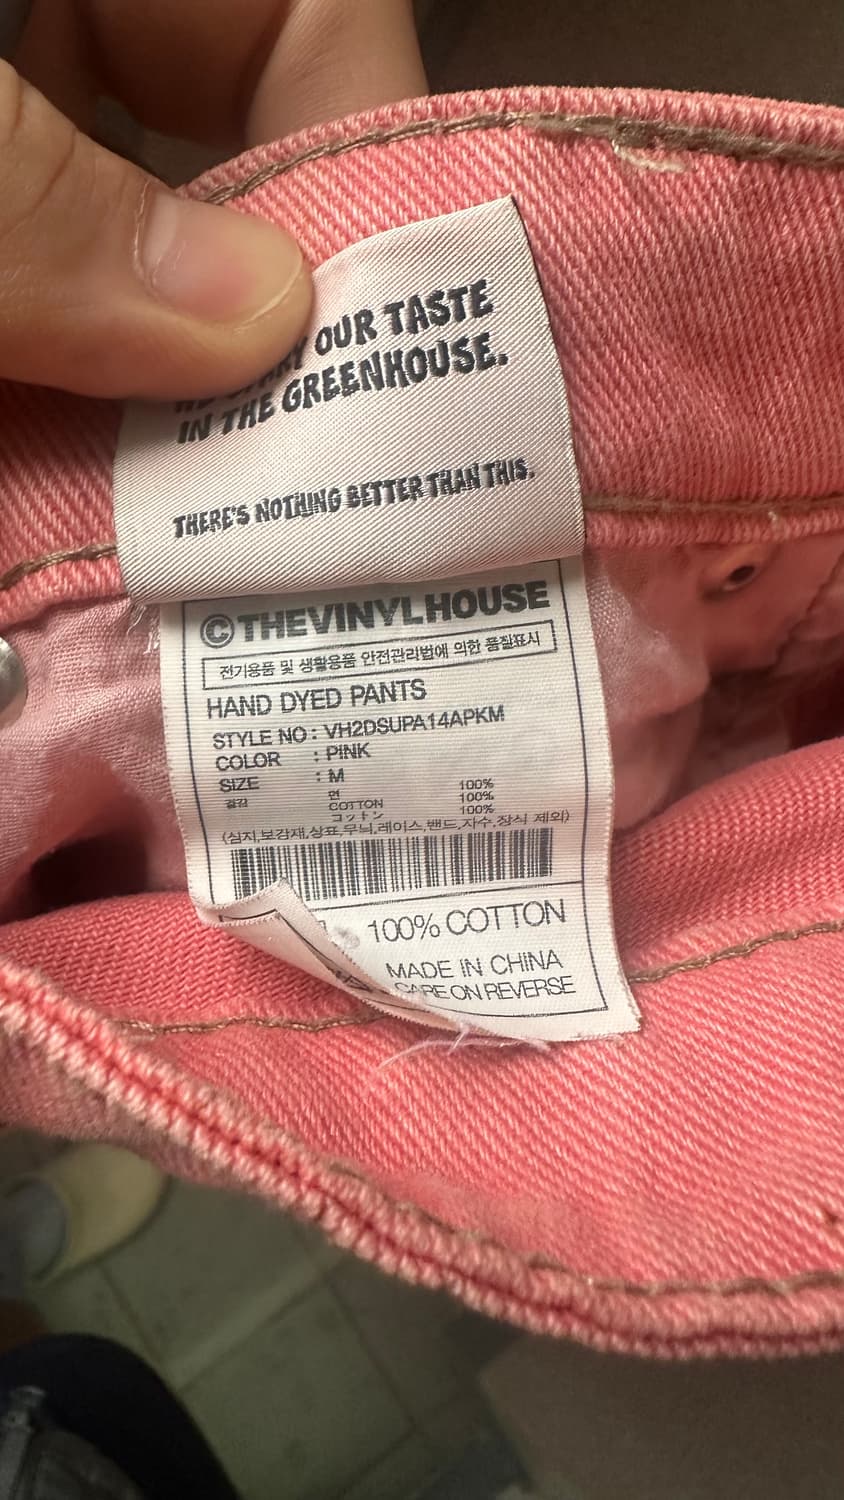 OUR TASTE
IN THE GREENHOUSE.
THERE'S NOTHING BETTER THAN THIS.
©THEVINYLHOUSE
전기용품 및 생활용품 안전관리법에 의한 품질표시
HAND DYED PANTS
STYLE NO : VH2DSUPA14APKM
COLOR : PINK
SIZE : M
겉감 면 100%
COTTON 100%
コットン 100%
(심지,보강재,상표,무늬,레이스,밴드,자수,장식 제외)
100% COTTON
MADE IN CHINA
CARE ON REVERSE